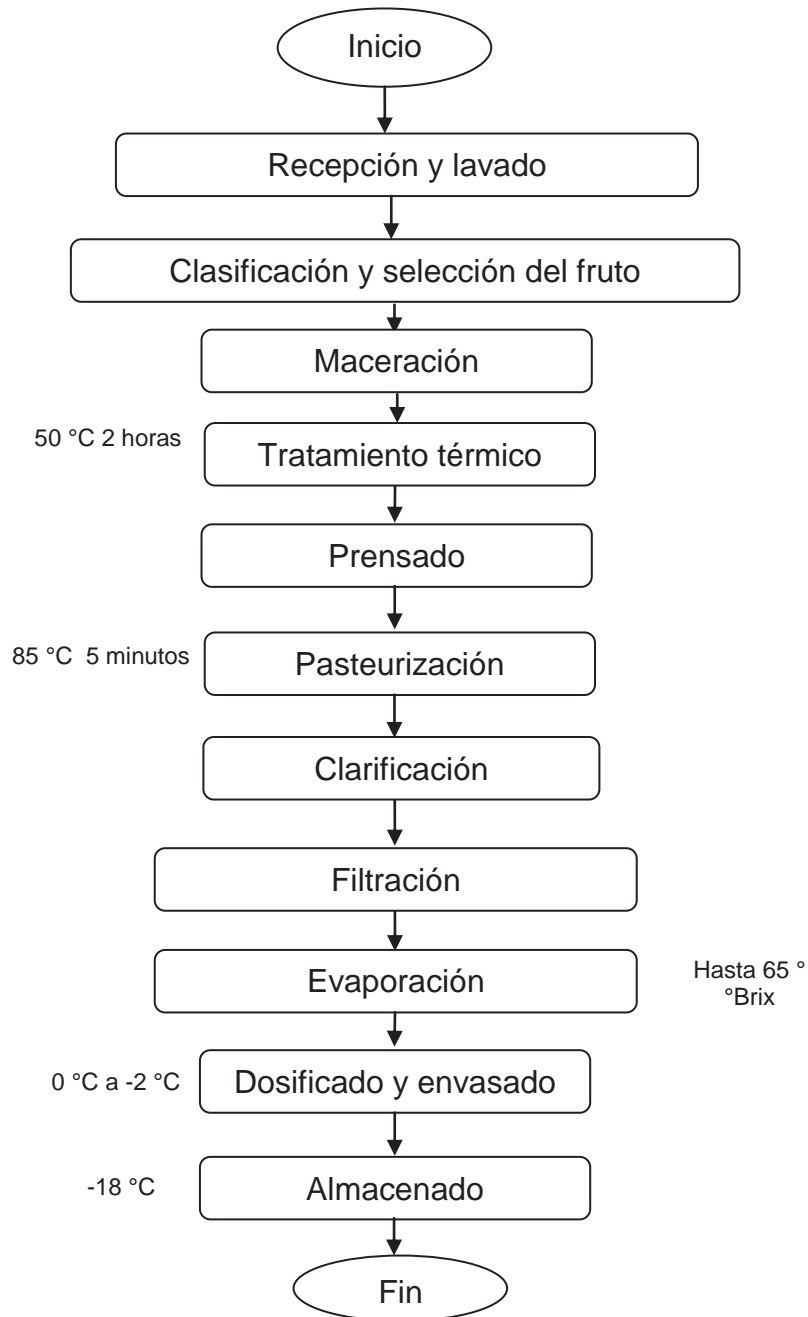 Inicio
Recepción y lavado
Clasificación y selección del fruto
Maceración
50 °C 2 horas
Tratamiento térmico
Prensado
85 °C 5 minutos
Pasteurización
Clarificación
Filtración
Evaporación
Hasta 65 °
°Brix
0 °C a -2 °C
Dosificado y envasado
-18 °C
Almacenado
Fin